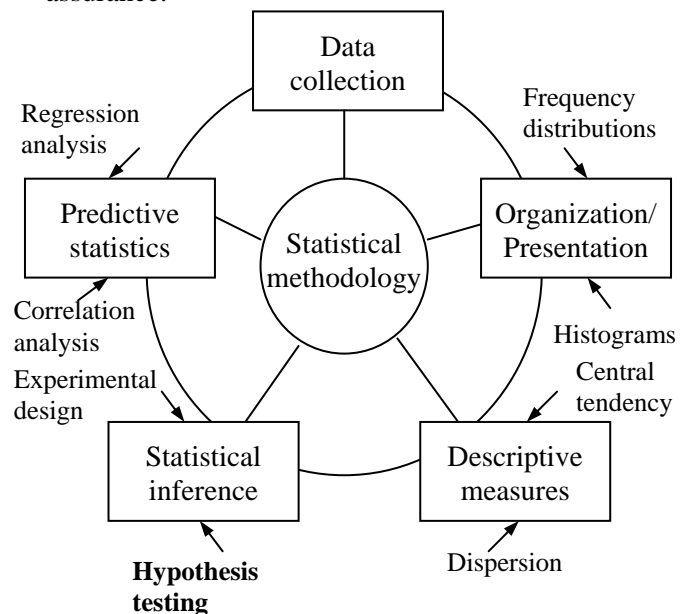 assurance.
Data
collection
Regression
analysis
Frequency
distributions
Predictive
statistics
Organization/
Presentation
Statistical
methodology
Correlation
analysis
Histograms
Experimental
design
Central
tendency
Statistical
inference
Descriptive
measures
Hypothesis
testing
Dispersion